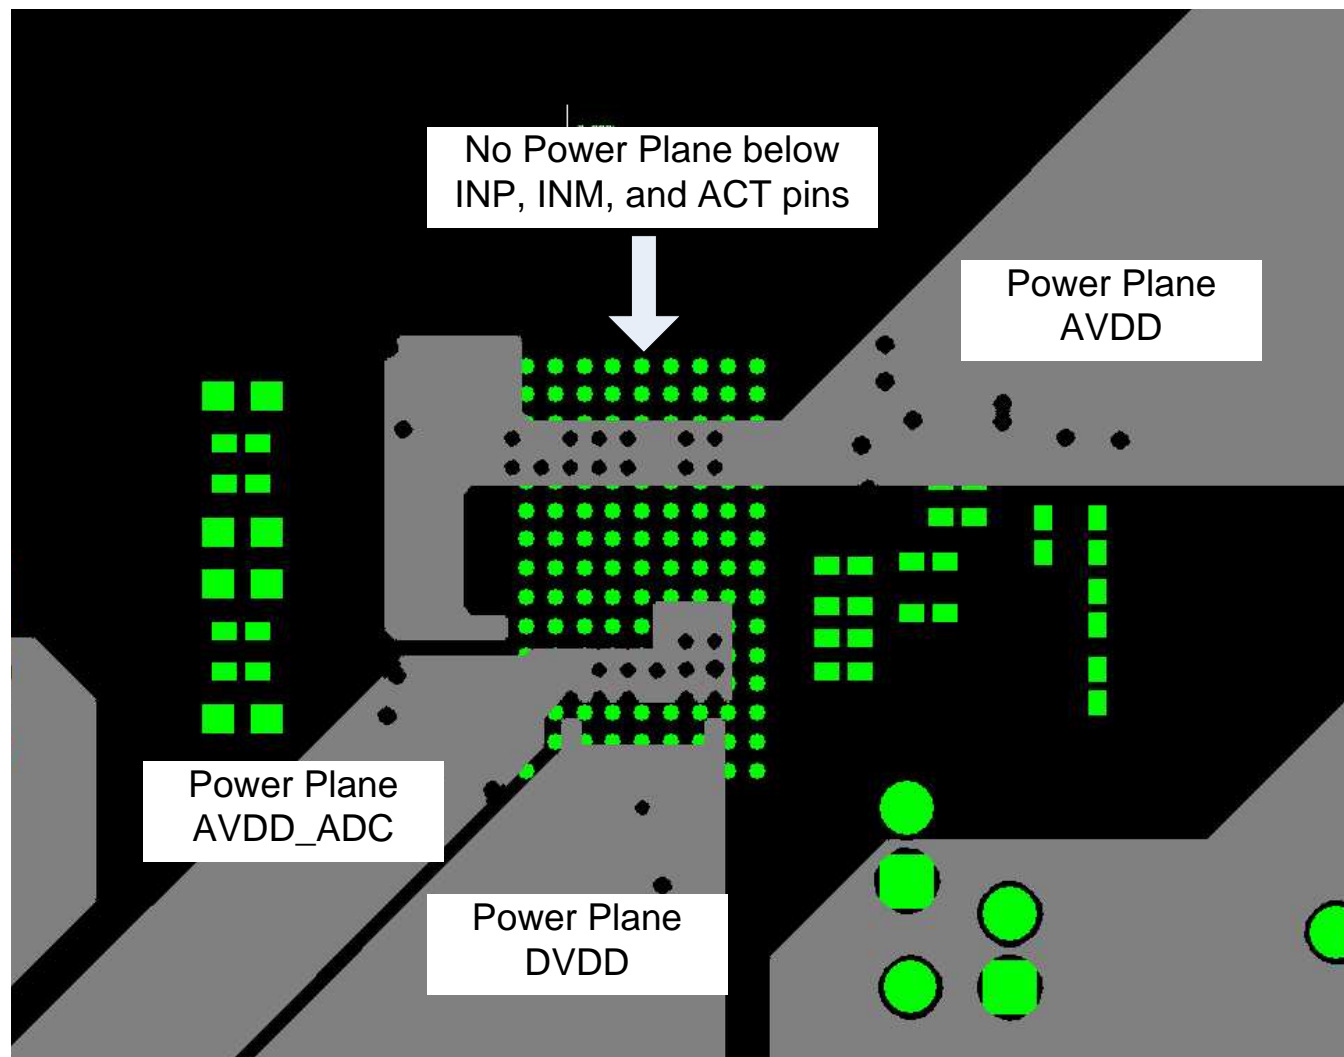 No Power Plane below
INP, INM, and ACT pins
Power Plane
AVDD
Power Plane
AVDD_ADC
Power Plane
DVDD